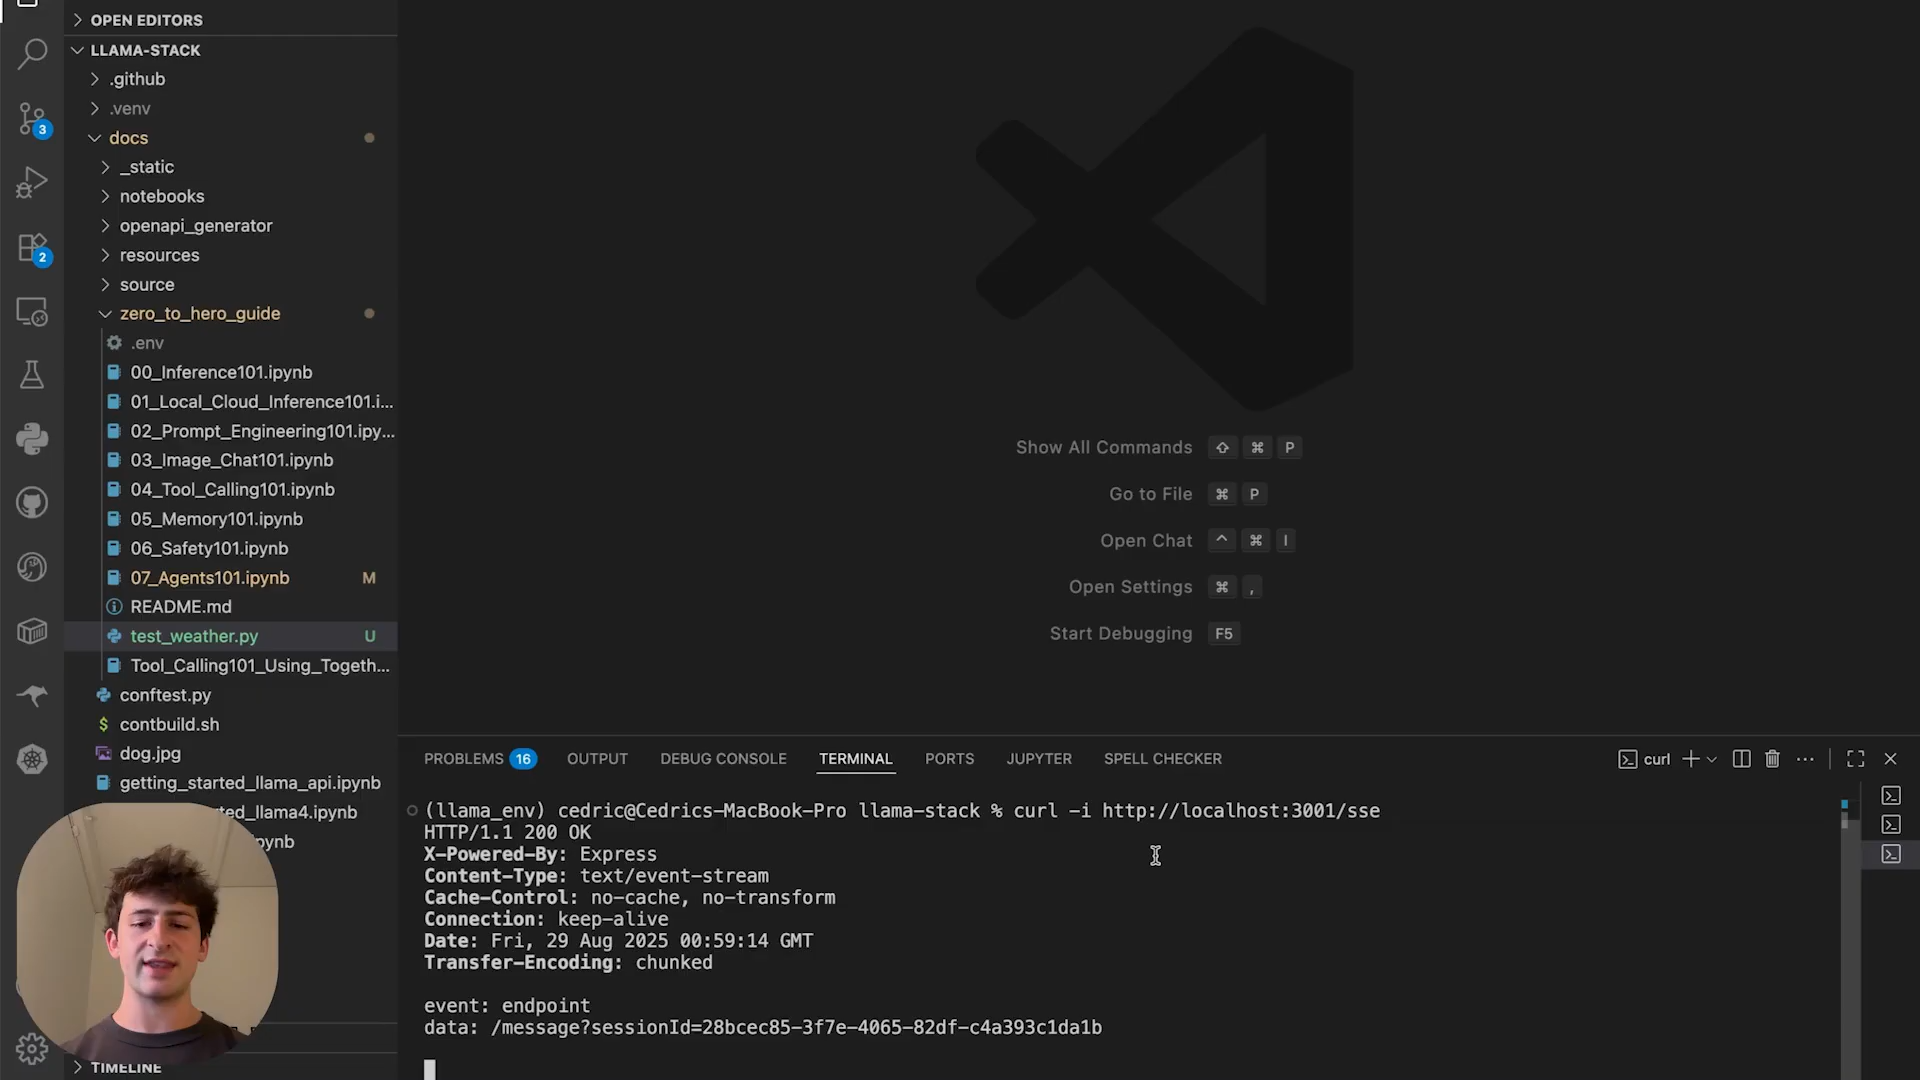 OPEN EDITORS
LLAMA-STACK
.github
3
.venv
docs
_static
notebooks
openapi_generator
2
resources
source
zero_to_hero_guide
.env
00_Inference101.ipynb
01_Local_Cloud_Inference101.i...
02_Prompt_Engineering101.ipy...
03_Image_Chat101.ipynb
04_Tool_Calling101.ipynb
05_Memory101.ipynb
06_Safety101.ipynb
07_Agents101.ipynb M
README.md
test_weather.py U
Tool_Calling101_Using_Togeth...
conftest.py
$ contbuild.sh
dog.jpg
getting_started_llama_api.ipynb
rted_llama4.ipynb
ynb
TIMELINE
Show All Commands ⇧ ⌘ P
Go to File ⌘ P
Open Chat ^ ⌘ I
Open Settings ⌘ ,
Start Debugging F5
PROBLEMS 16 OUTPUT DEBUG CONSOLE TERMINAL PORTS JUPYTER SPELL CHECKER curl
(llama_env) cedric@Cedrics-MacBook-Pro llama-stack % curl -i http://localhost:3001/sse
HTTP/1.1 200 OK
X-Powered-By: Express
Content-Type: text/event-stream
Cache-Control: no-cache, no-transform
Connection: keep-alive
Date: Fri, 29 Aug 2025 00:59:14 GMT
Transfer-Encoding: chunked
event: endpoint
data: /message?sessionId=28bcec85-3f7e-4065-82df-c4a393c1da1b